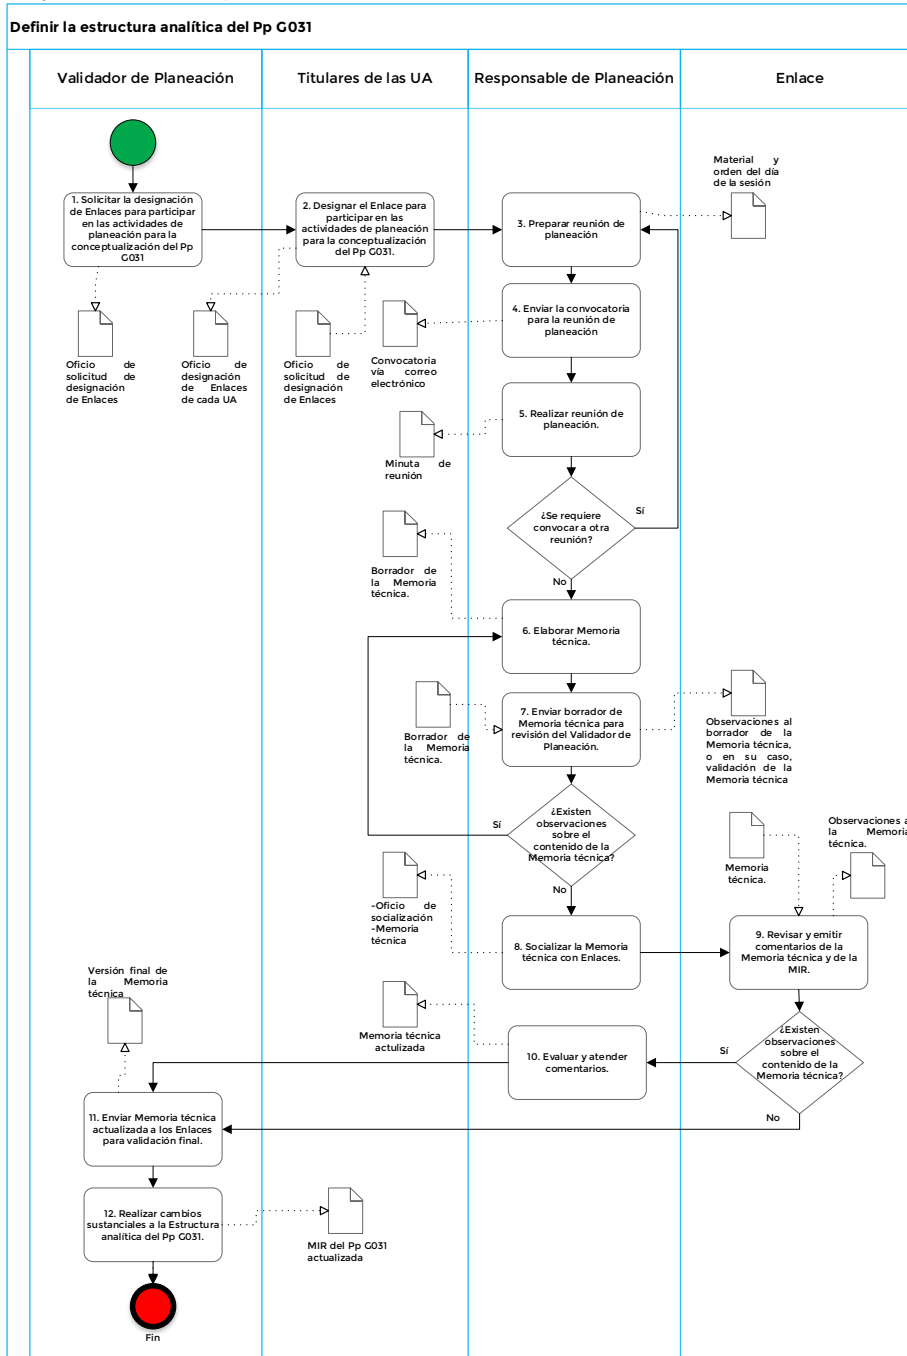 Definir la estructura analítica del Pp G031
Validador de Planeación
Titulares de las UA
Responsable de Planeación
Enlace
1. Solicitar la designación
de Enlaces para participar
en las actividades de
planeación para la
conceptualización del Pp
G031
2. Designar el Enlace para
participar en las
actividades de planeación
para la conceptualización
del Pp G031.
3. Preparar reunión de
planeación
Material y
orden del día
de la sesión
Oficio de
solicitud de
designación
de Enlaces
Oficio de
designación
de Enlaces
de cada UA
Oficio de
solicitud de
designación
de Enlaces
4. Enviar la convocatoria
para la reunión de
planeación
Convocatoria
vía correo
electrónico
5. Realizar reunión de
planeación.
Minuta de
reunión
¿Se requiere
convocar a otra
reunión?
Sí
No
Borrador de
la Memoria
técnica.
6. Elaborar Memoria
técnica.
7. Enviar borrador de
Memoria técnica para
revisión del Validador de
Planeación.
Borrador de
la Memoria
técnica.
Observaciones al
borrador de la
Memoria técnica,
o en su caso,
validación de la
Memoria técnica
¿Existen
observaciones
sobre el
contenido de la
Memoria técnica?
Sí
No
Memoria
técnica.
Observaciones a
la Memoria
técnica.
-Oficio de
socialización
-Memoria
técnica
8. Socializar la Memoria
técnica con Enlaces.
9. Revisar y emitir
comentarios de la
Memoria técnica y de la
MIR.
Versión final de
la Memoria
técnica
Memoria técnica
actulizada
10. Evaluar y atender
comentarios.
¿Existen
observaciones
sobre el
contenido de la
Memoria técnica?
Sí
No
11. Enviar Memoria técnica
actualizada a los Enlaces
para validación final.
12. Realizar cambios
sustanciales a la Estructura
analítica del Pp G031.
MIR del Pp G031
actualizada
Fin